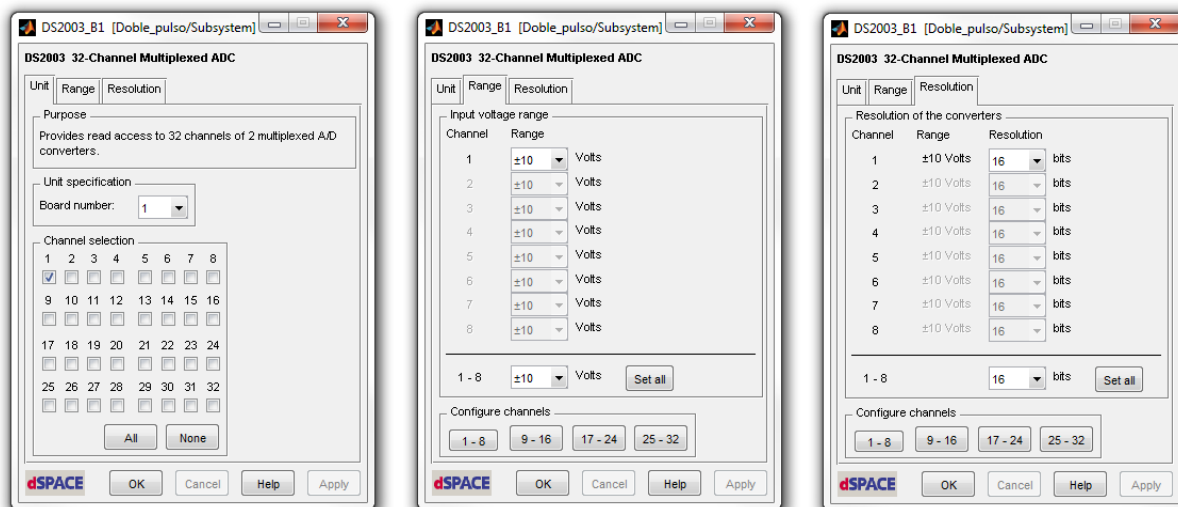 DS2003_B1 [Doble_pulso/Subsystem]
DS2003 32-Channel Multiplexed ADC
Unit Range Resolution
Purpose
Provides read access to 32 channels of 2 multiplexed A/D
converters.
Unit specification
Board number: 1
Channel selection
1 2 3 4 5 6 7 8
9 10 11 12 13 14 15 16
17 18 19 20 21 22 23 24
25 26 27 28 29 30 31 32
All None
dSPACE OK Cancel Help Apply
DS2003_B1 [Doble_pulso/Subsystem]
DS2003 32-Channel Multiplexed ADC
Unit Range Resolution
Input voltage range
Channel Range
1 ±10 Volts
2 ±10 Volts
3 ±10 Volts
4 ±10 Volts
5 ±10 Volts
6 ±10 Volts
7 ±10 Volts
8 ±10 Volts
1 - 8 ±10 Volts Set all
Configure channels
1 - 8 9 - 16 17 - 24 25 - 32
dSPACE OK Cancel Help Apply
DS2003_B1 [Doble_pulso/Subsystem]
DS2003 32-Channel Multiplexed ADC
Unit Range Resolution
Resolution of the converters
Channel Range Resolution
1 ±10 Volts 16 bits
2 ±10 Volts 16 bits
3 ±10 Volts 16 bits
4 ±10 Volts 16 bits
5 ±10 Volts 16 bits
6 ±10 Volts 16 bits
7 ±10 Volts 16 bits
8 ±10 Volts 16 bits
1 - 8 16 bits Set all
Configure channels
1 - 8 9 - 16 17 - 24 25 - 32
dSPACE OK Cancel Help Apply